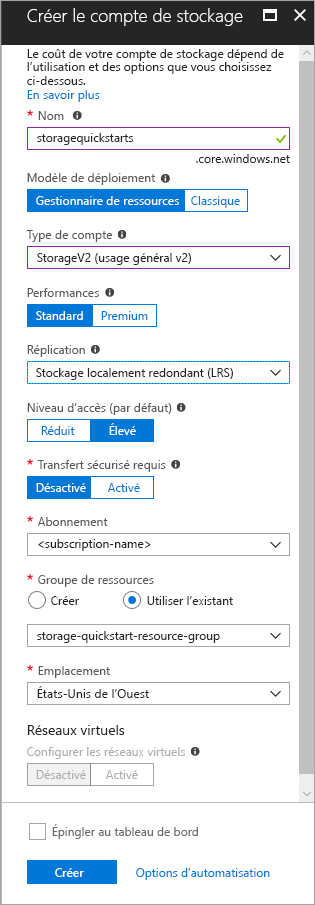 Créer le compte de stockage
Le coût de votre compte de stockage dépend de
l'utilisation et des options que vous choisissez
ci-dessous.
En savoir plus
* Nom
storagequickstarts
.core.windows.net
Modèle de déploiement
Gestionnaire de ressources Classique
Type de compte
StorageV2 (usage général v2)
Performances
Standard Premium
Réplication
Stockage localement redondant (LRS)
Niveau d'accès (par défaut)
Réduit Élevé
* Transfert sécurisé requis
Désactivé Activé
* Abonnement
<subscription-name>
* Groupe de ressources
Créer Utiliser l'existant
storage-quickstart-resource-group
* Emplacement
États-Unis de l'Ouest
Réseaux virtuels
Configurer les réseaux virtuels
Désactivé Activé
Épingler au tableau de bord
Créer Options d'automatisation